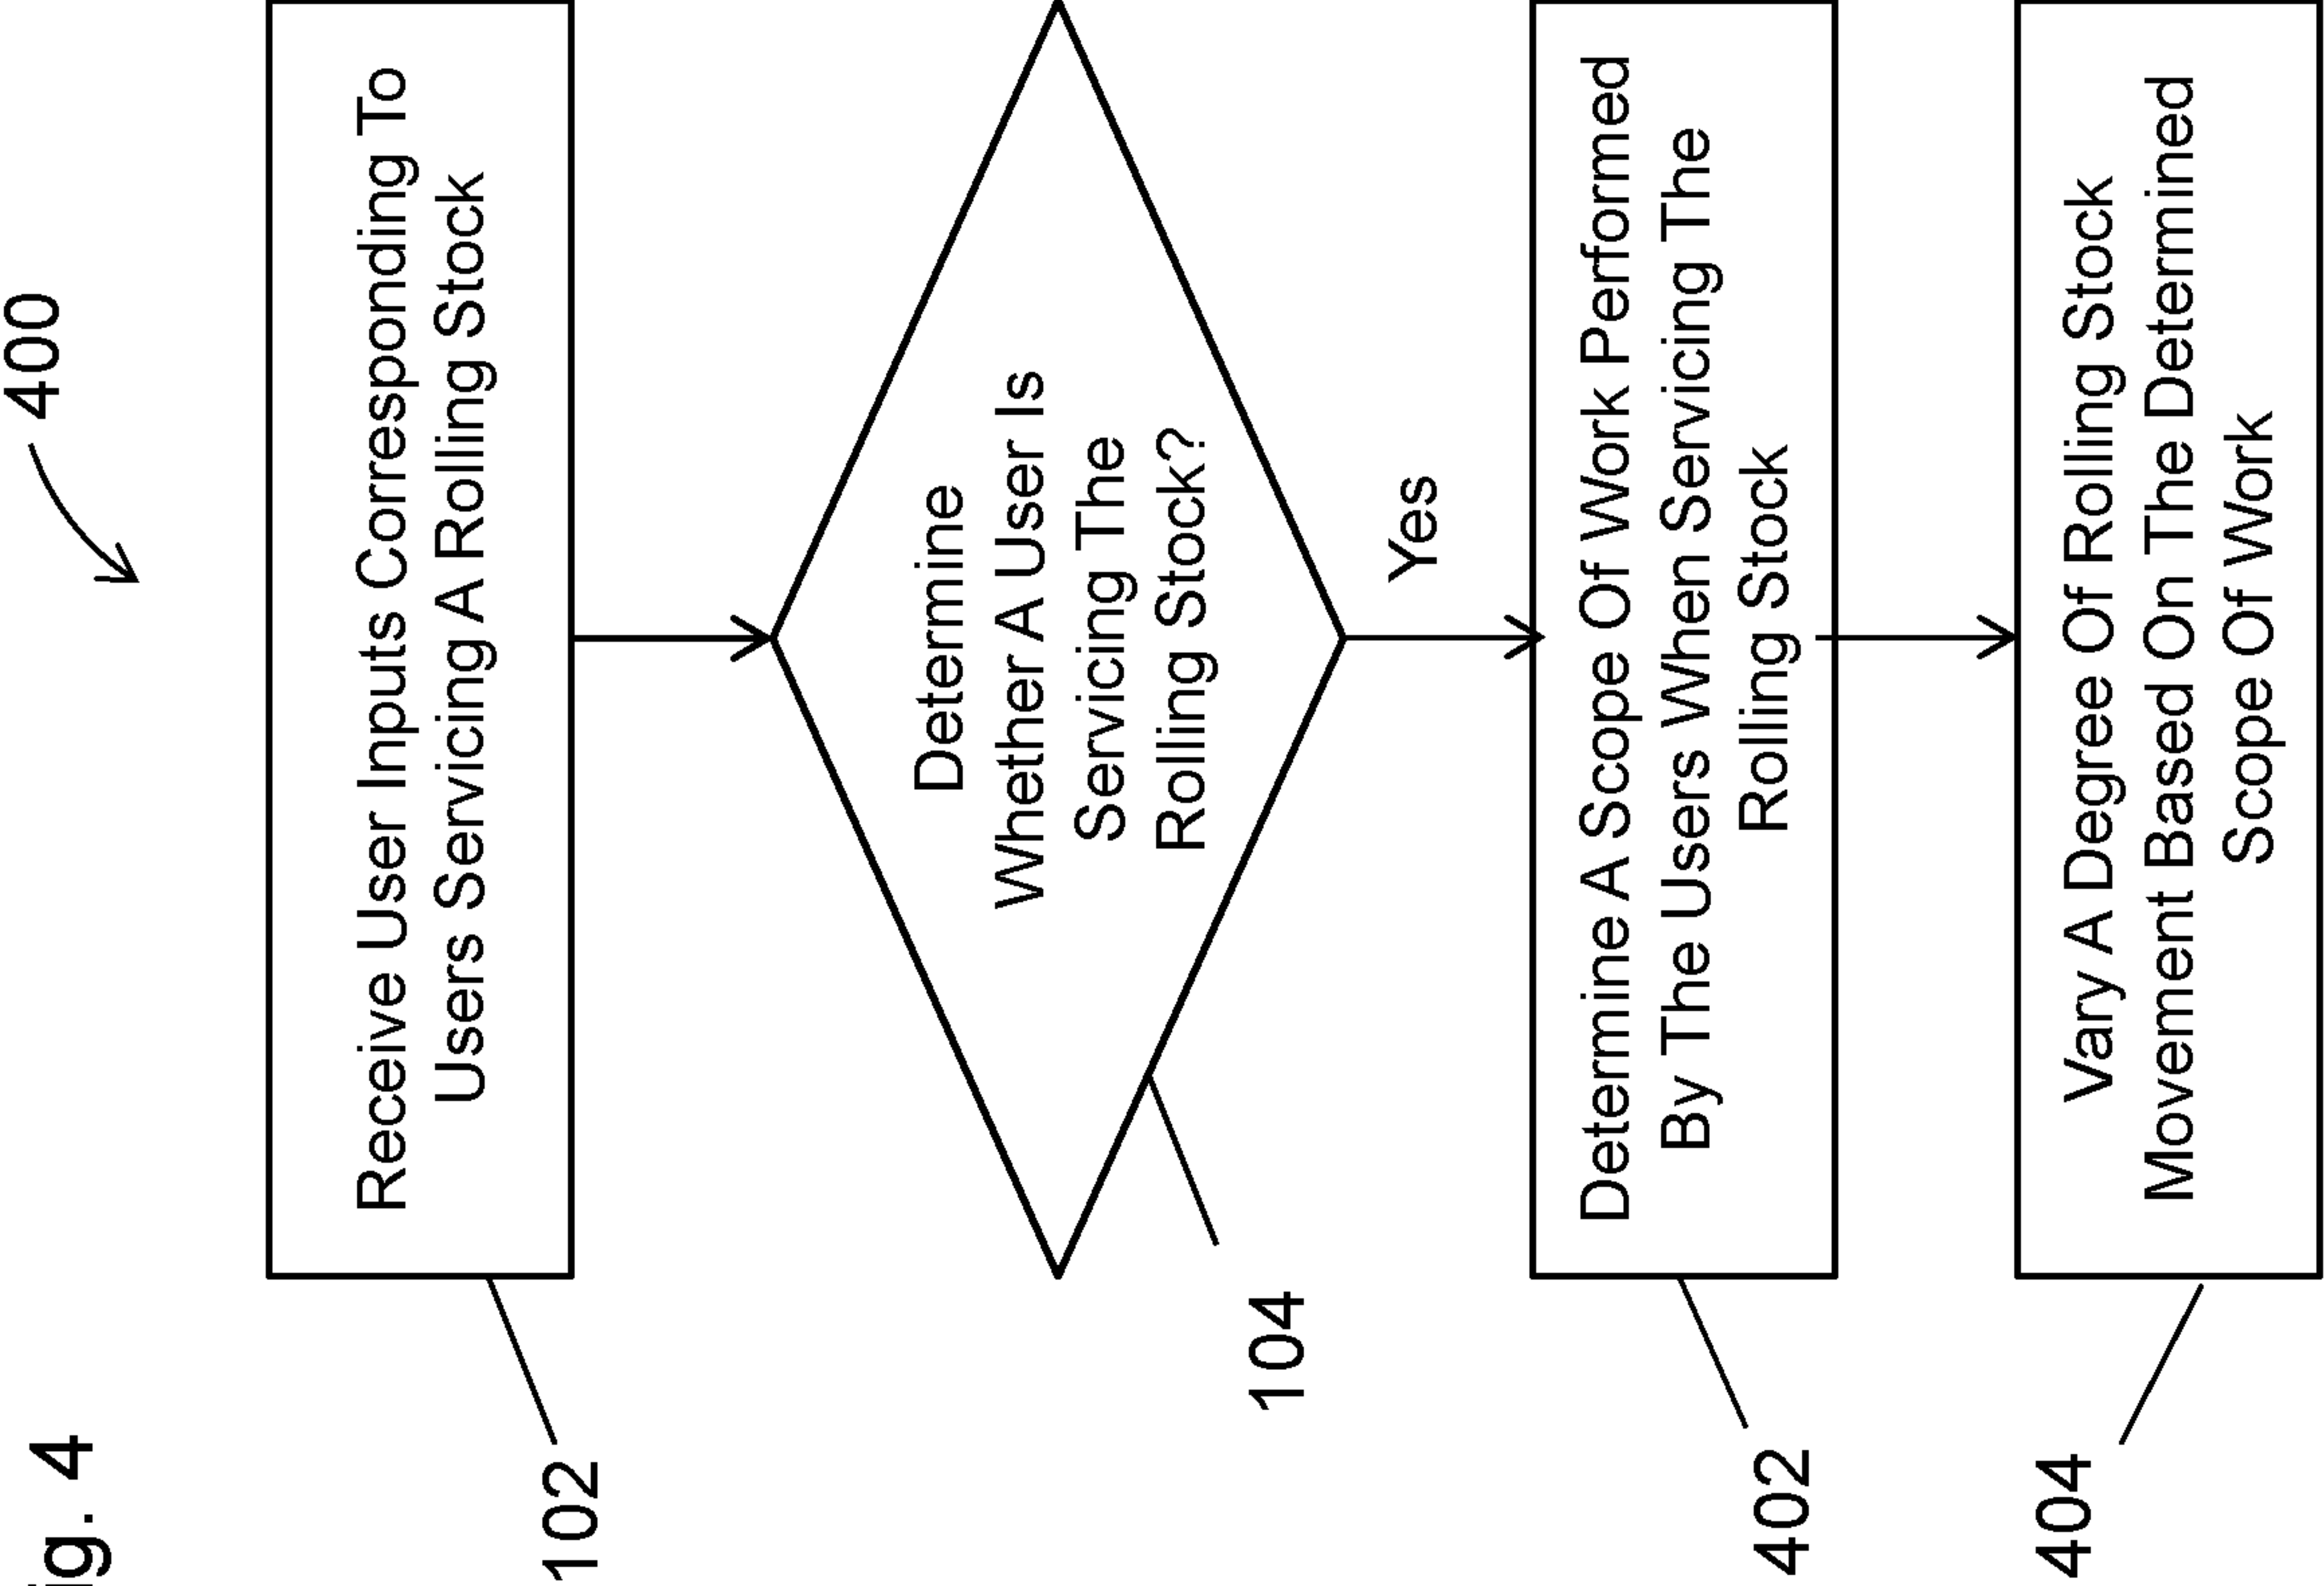 ig. 4
400
Receive User Inputs Corresponding To
Users Servicing A Rolling Stock
102
Determine
Whether A User Is
Servicing The
Rolling Stock?
104
Yes
Determine A Scope Of Work Performed
By The Users When Servicing The
Rolling Stock
402
Vary A Degree Of Rolling Stock
Movement Based On The Determined
Scope Of Work
404